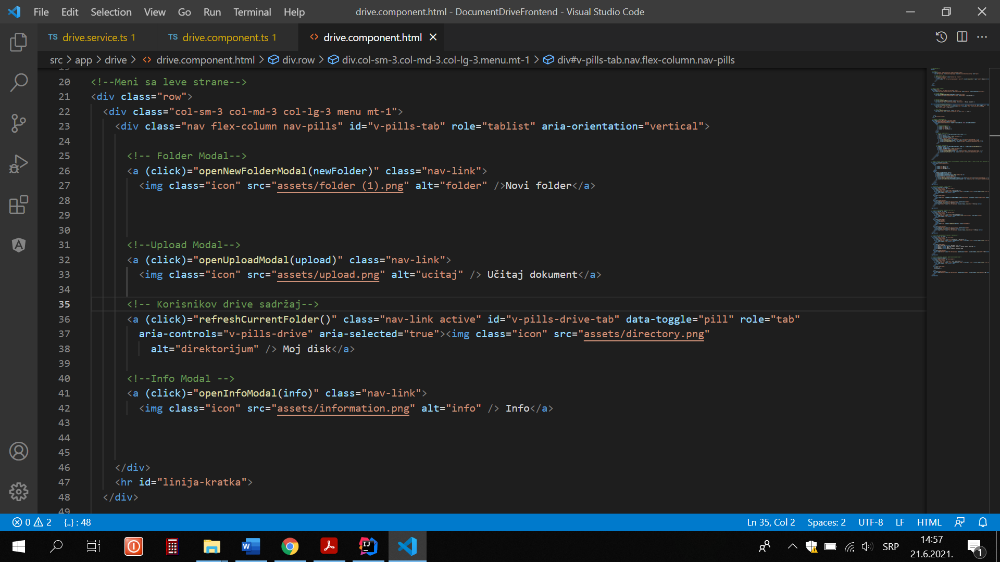 File Edit Selection View Go Run Terminal Help drive.component.html - DocumentDriveFrontend - Visual Studio Code
TS drive.service.ts 1 TS drive.component.ts 1 <> drive.component.html
src > app > drive > <> drive.component.html > div.row > div.col-sm-3.col-md-3.col-lg-3.menu.mt-1 > div#v-pills-tab.nav.flex-column.nav-pills
19
20 <!--Meni sa leve strane-->
21 <div class="row">
22 <div class="col-sm-3 col-md-3 col-lg-3 menu mt-1">
23 <div class="nav flex-column nav-pills" id="v-pills-tab" role="tablist" aria-orientation="vertical">
24
25 <!-- Folder Modal-->
26 <a (click)="openNewFolderModal(newFolder)" class="nav-link">
27 <img class="icon" src="assets/folder (1).png" alt="folder" />Novi folder</a>
28
29
30
31 <!--Upload Modal-->
32 <a (click)="openUploadModal(upload)" class="nav-link">
33 <img class="icon" src="assets/upload.png" alt="ucitaj" /> Učitaj dokument</a>
34
35 <!-- Korisnikov drive sadržaj-->
36 <a (click)="refreshCurrentFolder()" class="nav-link active" id="v-pills-drive-tab" data-toggle="pill" role="tab"
37 aria-controls="v-pills-drive" aria-selected="true"><img class="icon" src="assets/directory.png"
38 alt="direktorijum" /> Moj disk</a>
39
40 <!--Info Modal -->
41 <a (click)="openInfoModal(info)" class="nav-link">
42 <img class="icon" src="assets/information.png" alt="info" /> Info</a>
43
44
45
46 </div>
47 <hr id="linija-kratka">
48 </div>
49
0 2 {..} : 48 Ln 35, Col 2 Spaces: 2 UTF-8 LF HTML
SRP 14:57
21.6.2021. 1